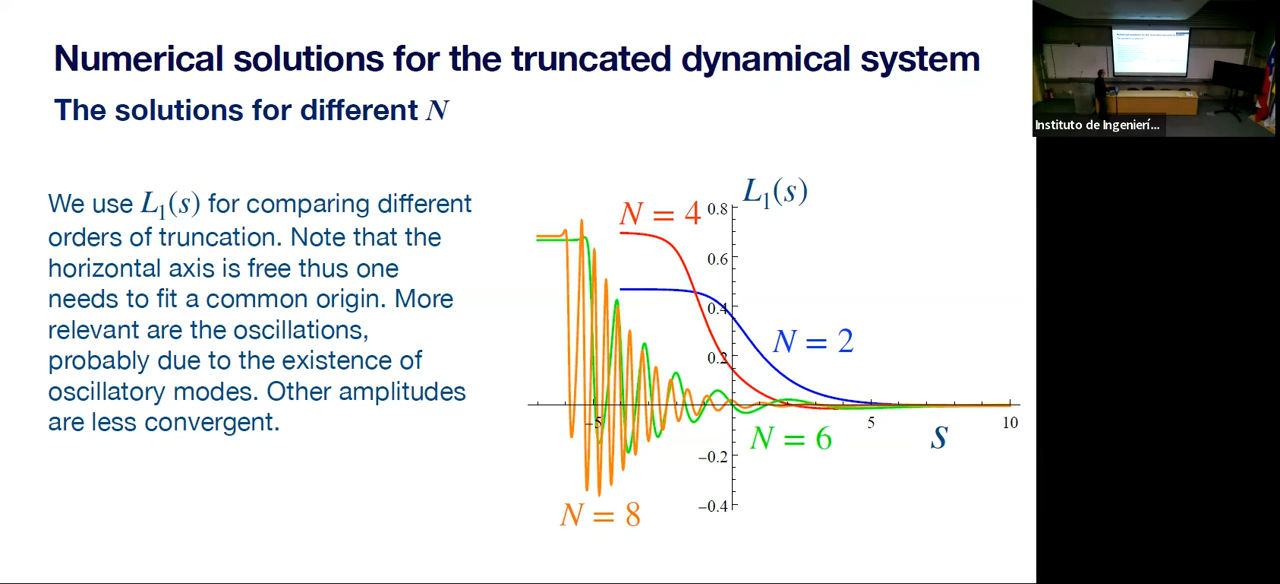 Numerical solutions for the truncated dynamical system
The solutions for different N
We use L₁(s) for comparing different
orders of truncation. Note that the
horizontal axis is free thus one
needs to fit a common origin. More
relevant are the oscillations,
probably due to the existence of
oscillatory modes. Other amplitudes
are less convergent.
L₁(s)
N = 4
0.8
0.6
0.4
0.2
N = 2
-5
5
10
N = 6
s
-0.2
-0.4
N = 8
Instituto de Ingenierí...